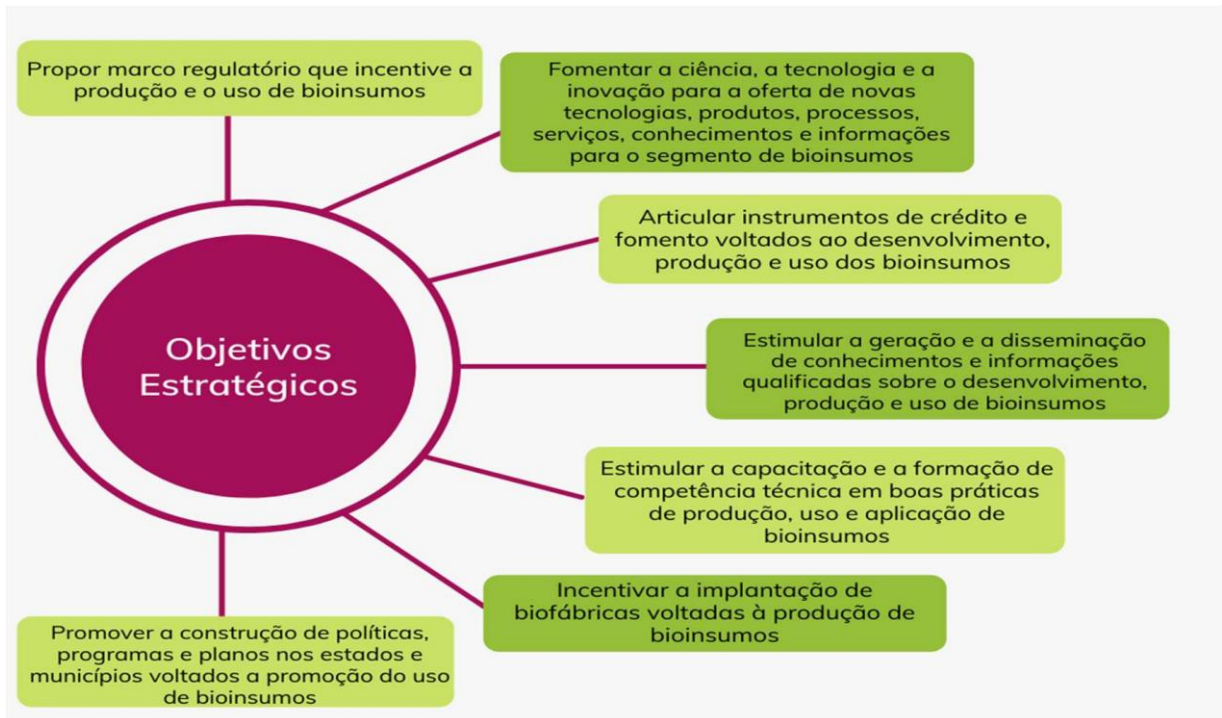 Propor marco regulatório que incentive a
produção e o uso de bioinsumos
Fomentar a ciência, a tecnologia e a
inovação para a oferta de novas
tecnologias, produtos, processos,
serviços, conhecimentos e informações
para o segmento de bioinsumos
Articular instrumentos de crédito e
fomento voltados ao desenvolvimento,
produção e uso dos bioinsumos
Objetivos
Estratégicos
Estimular a geração e a disseminação
de conhecimentos e informações
qualificadas sobre o desenvolvimento,
produção e uso de bioinsumos
Estimular a capacitação e a formação de
competência técnica em boas práticas
de produção, uso e aplicação de
bioinsumos
Incentivar a implantação de
biofábricas voltadas à produção de
bioinsumos
Promover a construção de políticas,
programas e planos nos estados e
municípios voltados a promoção do uso
de bioinsumos